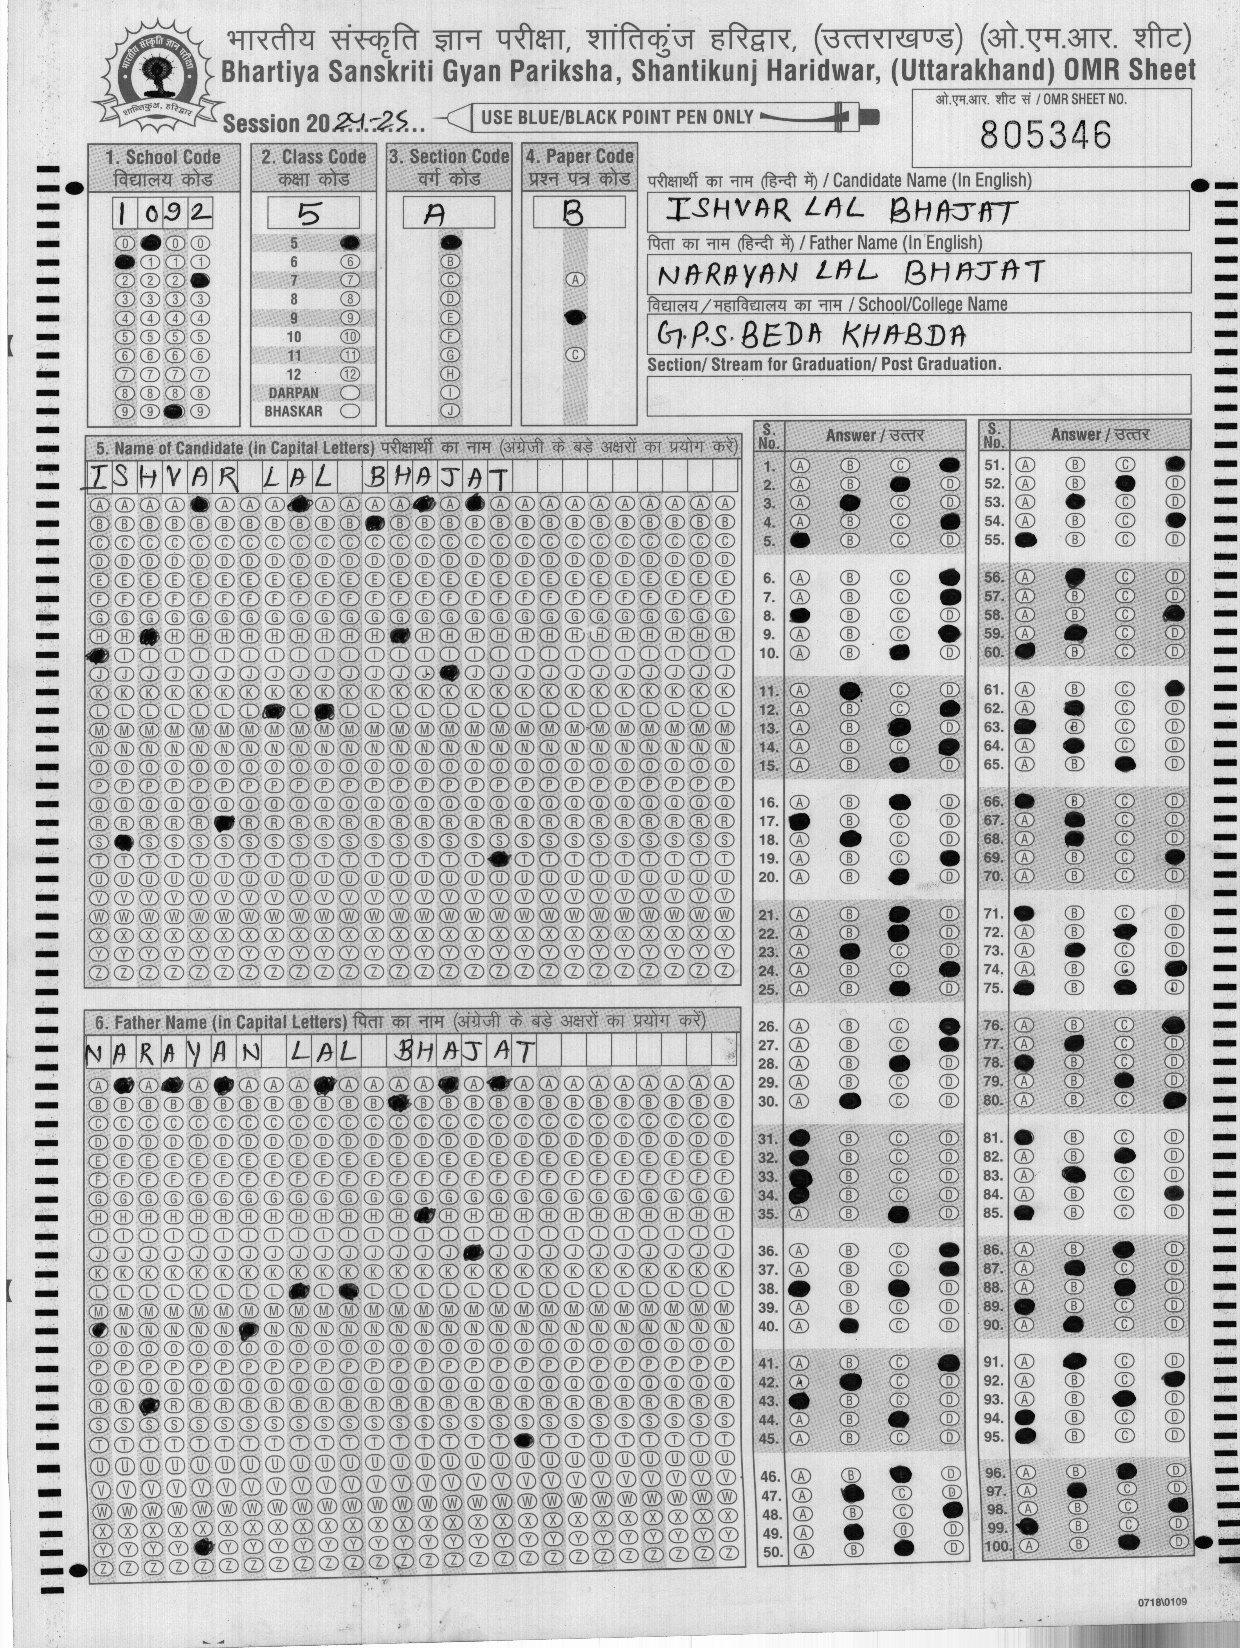 भारतीय संस्कृति ज्ञान परीक्षा, शांतिकुंज हरिद्वार, (उत्तराखण्ड) (ओ.एम.आर. शीट)
Bhartiya Sanskriti Gyan Pariksha, Shantikunj Haridwar, (Uttarakhand) OMR Sheet
Session 20 24-25
USE BLUE/BLACK POINT PEN ONLY
ओ.एम.आर. शीट सं / OMR SHEET NO.
805346
1. School Code
विद्यालय कोड
1092
2. Class Code
कक्षा कोड
5
5
6
7
8
9
10
11
12
DARPAN
BHASKAR
3. Section Code
वर्ग कोड
A
4. Paper Code
प्रश्न पत्र कोड
B
परीक्षार्थी का नाम (हिन्दी में) / Candidate Name (In English)
ISHVAR LAL BHAJAT
पिता का नाम (हिन्दी में) / Father Name (In English)
NARAYAN LAL BHAJAT
विद्यालय / महाविद्यालय का नाम / School/College Name
G.P.S. BEDA KHABDA
Section/ Stream for Graduation/ Post Graduation.
5. Name of Candidate (in Capital Letters) परीक्षार्थी का नाम (अंग्रेजी के बड़े अक्षरों का प्रयोग करें)
ISHVAR LAL BHAJAT
6. Father Name (in Capital Letters) पिता का नाम (अंग्रेजी के बड़े अक्षरों का प्रयोग करें)
NARAYAN LAL BHAJAT
S. No. Answer / उत्तर
S. No. Answer / उत्तर
0718\0109